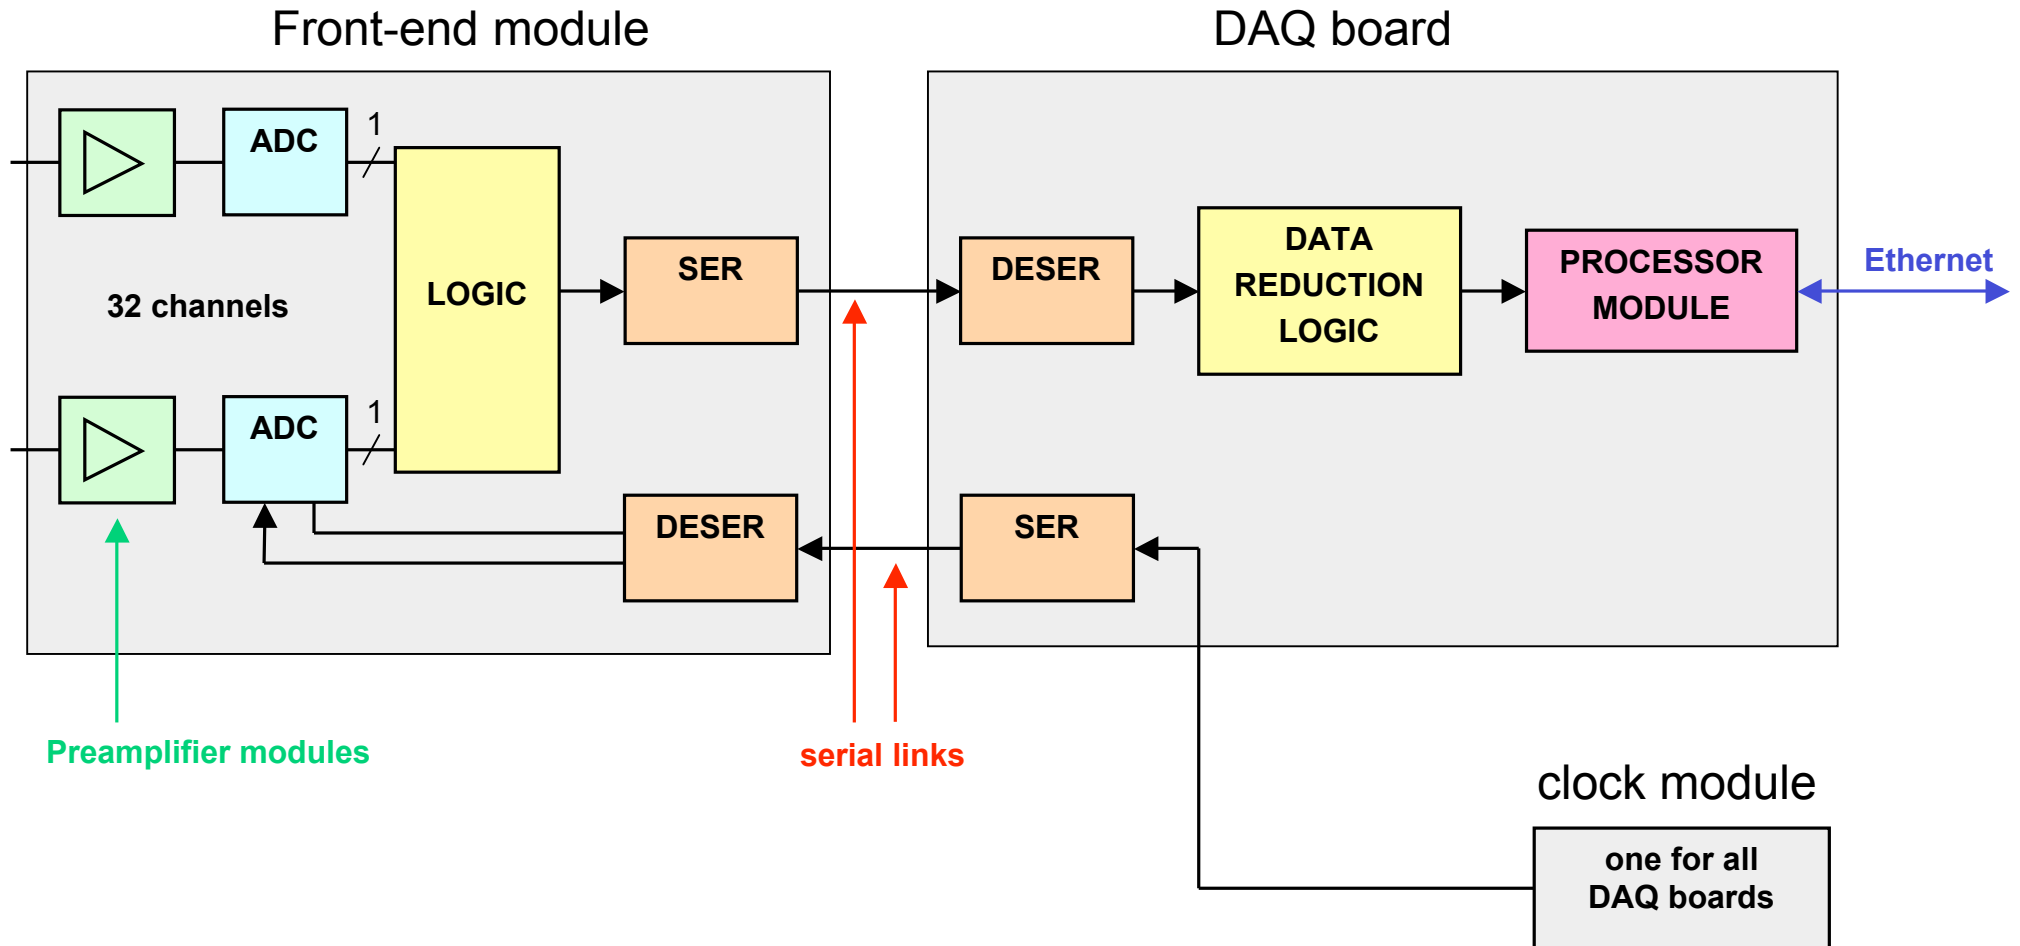 Front-end module
DAQ board
ADC
1
LOGIC
SER
32 channels
ADC
1
DESER
DESER
DATA
REDUCTION
LOGIC
PROCESSOR
MODULE
Ethernet
SER
Preamplifier modules
serial links
clock module
one for all
DAQ boards